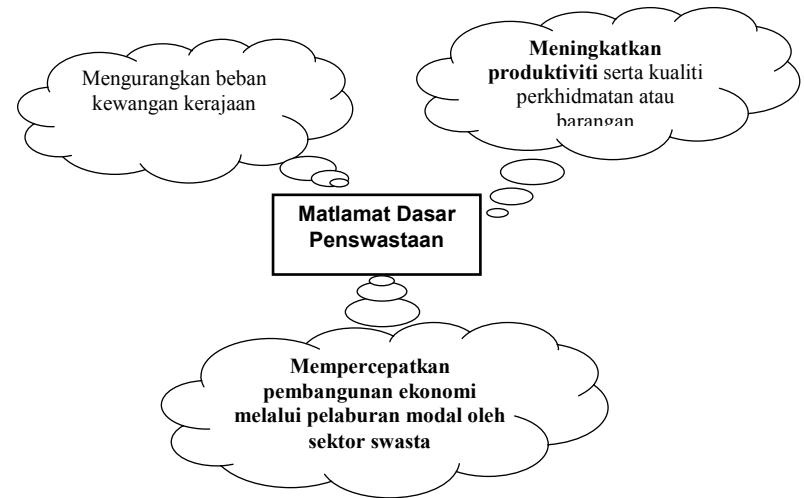 Mengurangkan beban
kewangan kerajaan
Meningkatkan
produktiviti serta kualiti
perkhidmatan atau
barangan
Matlamat Dasar
Penswastaan
Mempercepatkan
pembangunan ekonomi
melalui pelaburan modal oleh
sektor swasta